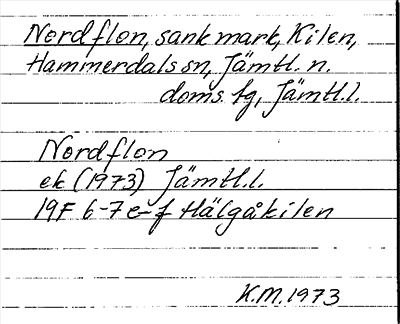 Nordflon, sank mark, Kilen,
Hammerdals sn, Jämtl. n.
doms. fg, Jämtl.l.
Nordflon
ek (1973) Jämtl.l.
19F 6-7 e-f Hälgåkilen
K.M. 1973